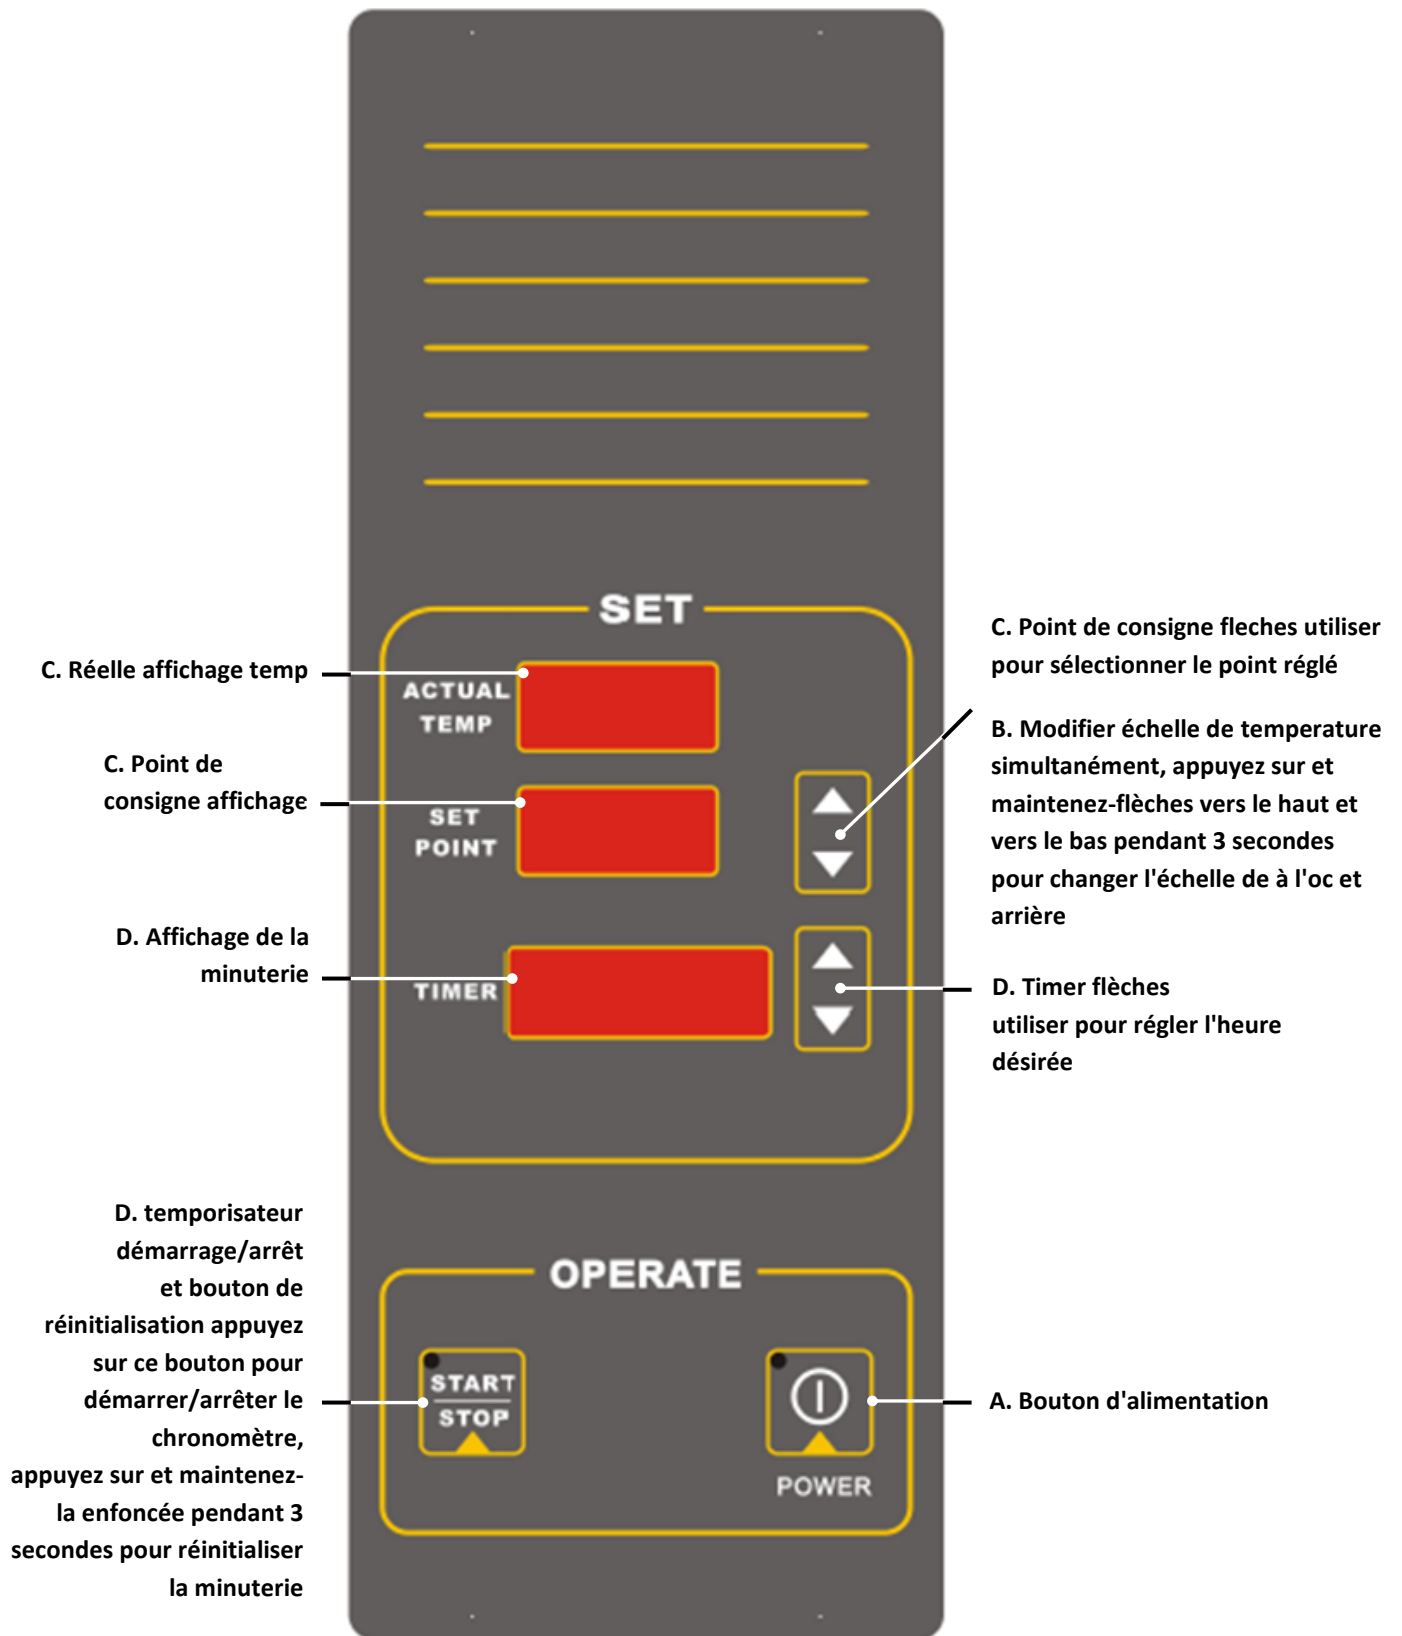 SET
C. Réelle affichage temp
ACTUAL
TEMP
C. Point de
consigne affichage
SET
POINT
D. Affichage de la
minuterie
TIMER
C. Point de consigne fleches utiliser
pour sélectionner le point réglé
B. Modifier échelle de temperature
simultanément, appuyez sur et
maintenez-flèches vers le haut et
vers le bas pendant 3 secondes
pour changer l'échelle de à l'oc et
arrière
D. Timer flèches
utiliser pour régler l'heure
désirée
OPERATE
D. temporisateur
démarrage/arrêt
et bouton de
réinitialisation appuyez
sur ce bouton pour
démarrer/arrêter le
chronomètre,
appuyez sur et maintenez-
la enfoncée pendant 3
secondes pour réinitialiser
la minuterie
START
STOP
POWER
A. Bouton d'alimentation